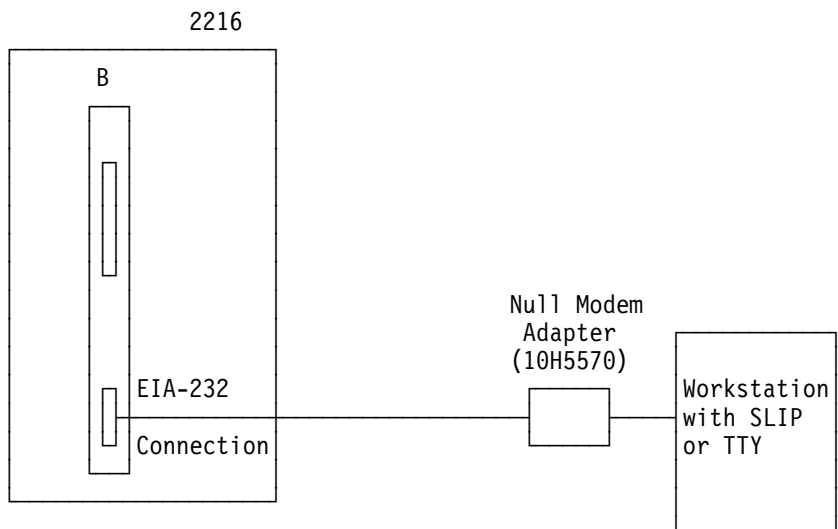 2216
B
Null Modem
Adapter
(10H5570)
EIA-232
Connection
Workstation
with SLIP
or TTY